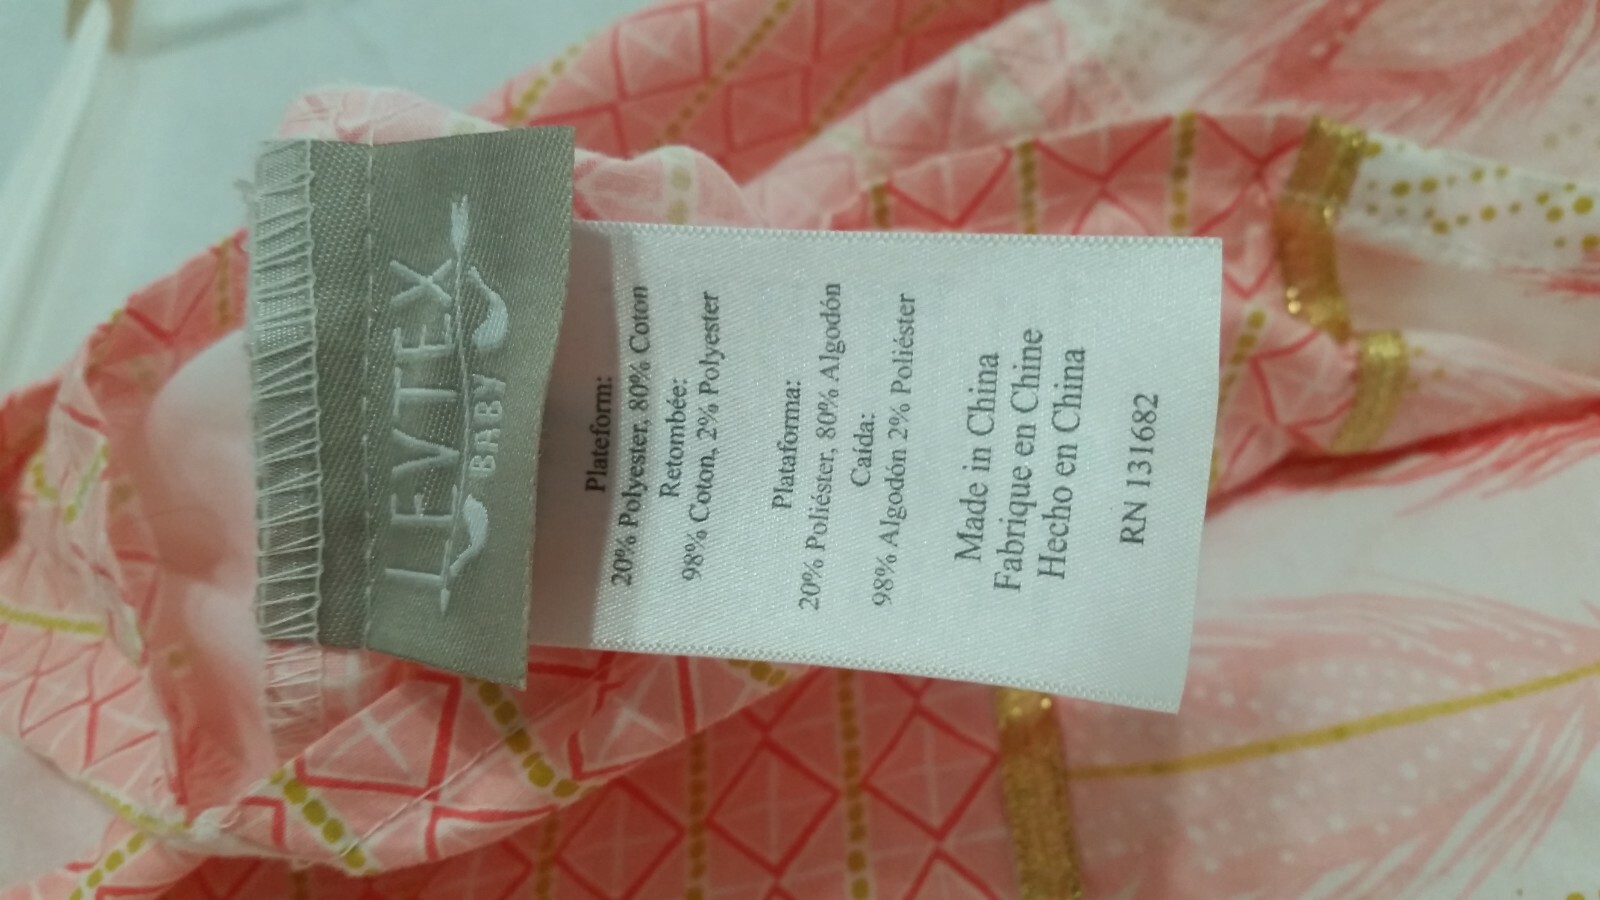 LEVTEX
BABY
Plateform:
20% Polyester, 80% Coton
Retombée:
98% Coton, 2% Polyester
Plataforma:
20% Poliéster, 80% Algodón
Caída:
98% Algodón 2% Poliéster
Made in China
Fabrique en Chine
Hecho en China
RN 131682